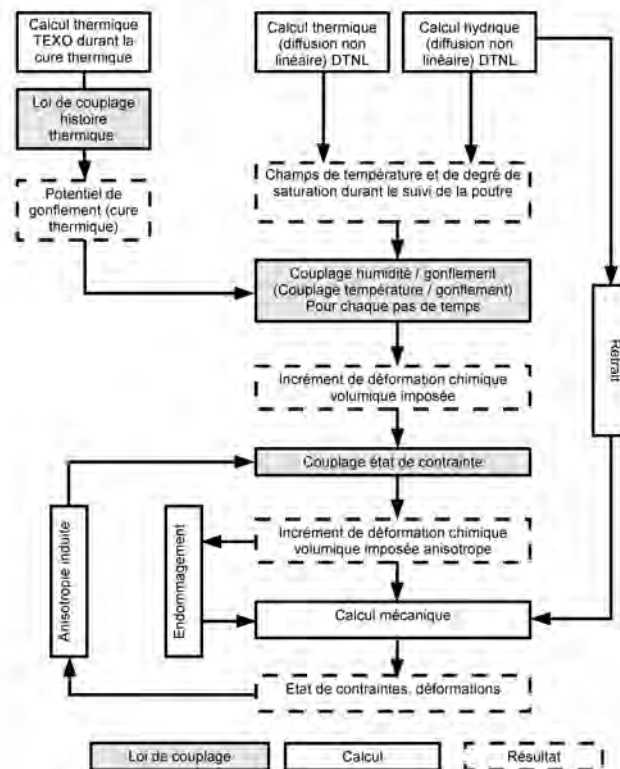 Calcul thermique
TEXO durant la
cure thermique
Loi de couplage
histoire
thermique
Potentiel de
gonflement (cure
thermique)
Calcul thermique
(diffusion non
linéaire) DTNL
Calcul hydrique
(diffusion non
linéaire) DTNL
Champs de température et de degré de
saturation durant le suivi de la poutre
Couplage humidité / gonflement
(Couplage température / gonflement)
Pour chaque pas de temps
Retrait
Incrément de déformation chimique
volumique imposée
Couplage état de contrainte
Anisotropie induite
Endommagement
Incrément de déformation chimique
volumique imposée anisotrope
Calcul mécanique
Etat de contraintes, déformations
Loi de couplage
Calcul
Résultat